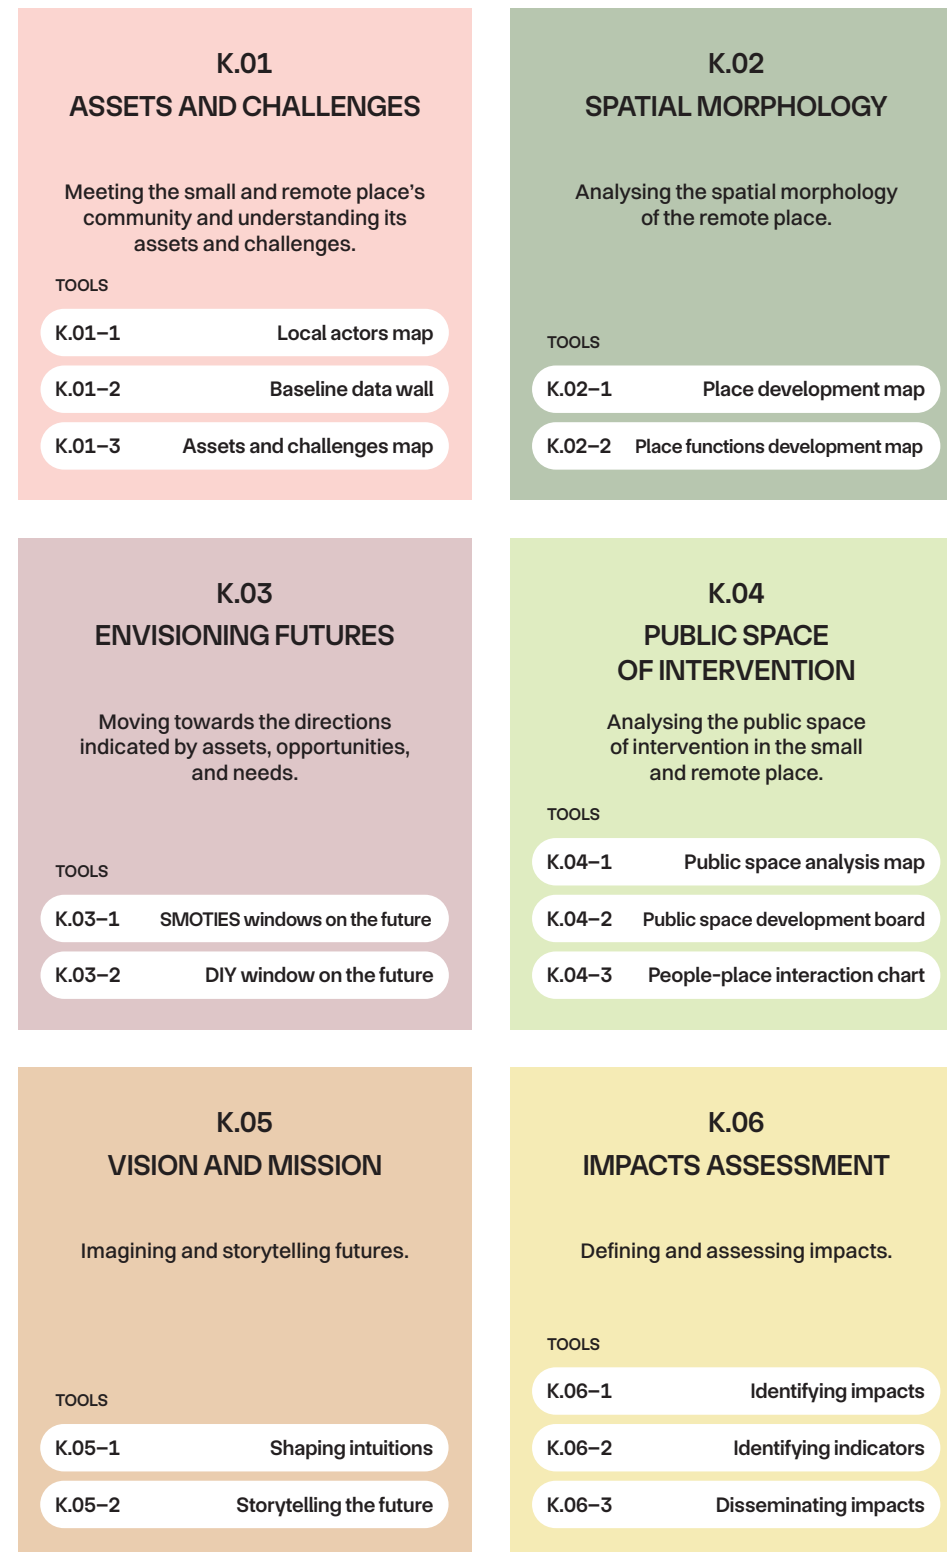 K.01
ASSETS AND CHALLENGES
Meeting the small and remote place’s
community and understanding its
assets and challenges.
TOOLS
K.01–1 Local actors map
K.01–2 Baseline data wall
K.01–3 Assets and challenges map
K.02
SPATIAL MORPHOLOGY
Analysing the spatial morphology
of the remote place.
TOOLS
K.02–1 Place development map
K.02–2 Place functions development map
K.03
ENVISIONING FUTURES
Moving towards the directions
indicated by assets, opportunities,
and needs.
TOOLS
K.03–1 SMOTIES windows on the future
K.03–2 DIY window on the future
K.04
PUBLIC SPACE
OF INTERVENTION
Analysing the public space
of intervention in the small
and remote place.
TOOLS
K.04–1 Public space analysis map
K.04–2 Public space development board
K.04–3 People-place interaction chart
K.05
VISION AND MISSION
Imagining and storytelling futures.
TOOLS
K.05–1 Shaping intuitions
K.05–2 Storytelling the future
K.06
IMPACTS ASSESSMENT
Defining and assessing impacts.
TOOLS
K.06–1 Identifying impacts
K.06–2 Identifying indicators
K.06–3 Disseminating impacts